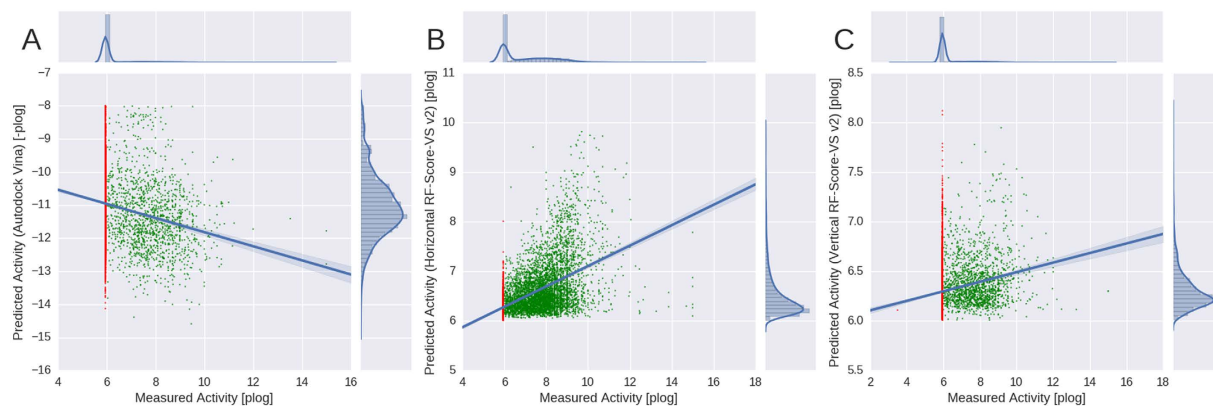 A
Predicted Activity (Autodock Vina) [-plog]
−7
−8
−9
−10
−11
−12
−13
−14
−15
−16
4 6 8 10 12 14 16
Measured Activity [plog]
B
Predicted Activity (Horizontal RF-Score-VS v2) [plog]
11
10
9
8
7
6
5
4 6 8 10 12 14 16 18
Measured Activity [plog]
C
Predicted Activity (Vertical RF-Score-VS v2) [plog]
8.5
8.0
7.5
7.0
6.5
6.0
5.5
2 4 6 8 10 12 14 16 18
Measured Activity [plog]